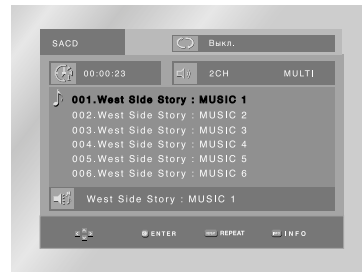 SACD Выкл.
00:00:23 2CH MULTI
001.West Side Story : MUSIC 1
002.West Side Story : MUSIC 2
003.West Side Story : MUSIC 3
004.West Side Story : MUSIC 4
005.West Side Story : MUSIC 5
006.West Side Story : MUSIC 6
West Side Story : MUSIC 1
ENTER REPEAT INFO